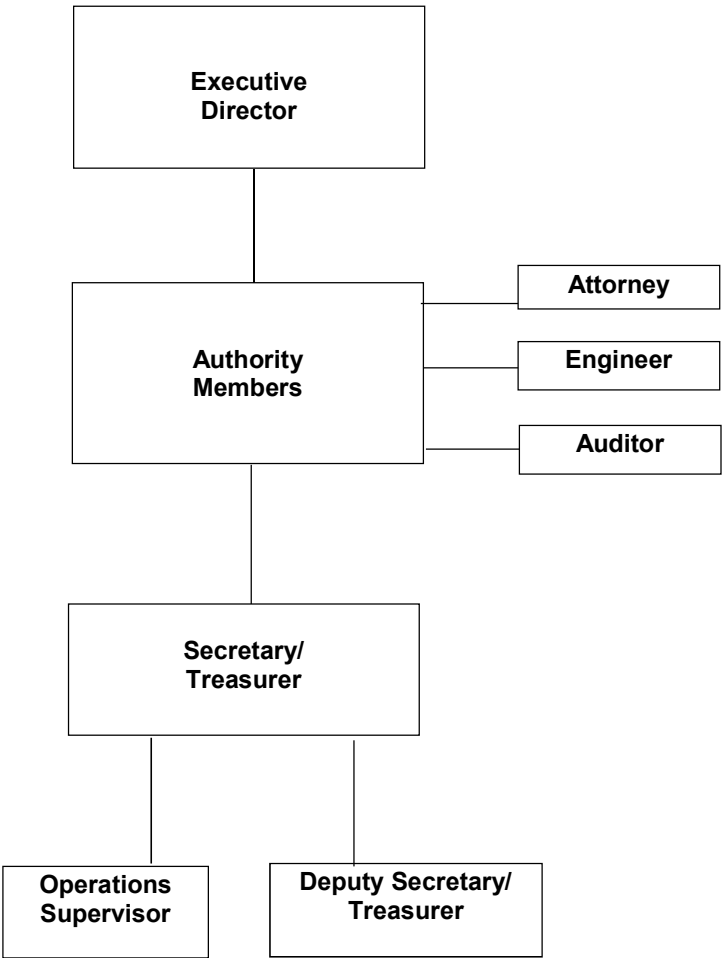 Executive
Director
Attorney
Authority
Members
Engineer
Auditor
Secretary/
Treasurer
Operations
Supervisor
Deputy Secretary/
Treasurer